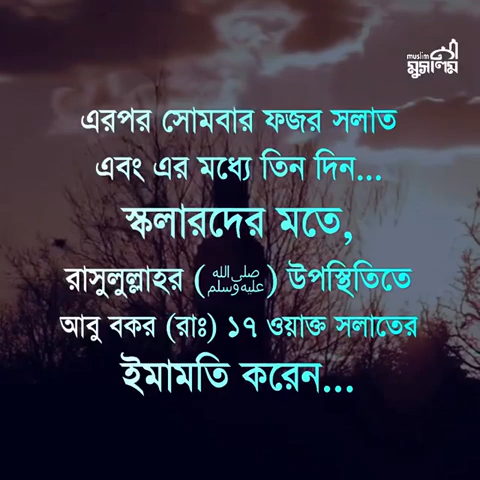 muslim
মুসলিম
এরপর সোমবার ফজর সলাত
এবং এর মধ্যে তিন দিন...
স্কলারদের মতে,
রাসুলুল্লাহর (ﷺ) উপস্থিতিতে
আবু বকর (রাঃ) ১৭ ওয়াক্ত সলাতের
ইমামতি করেন...